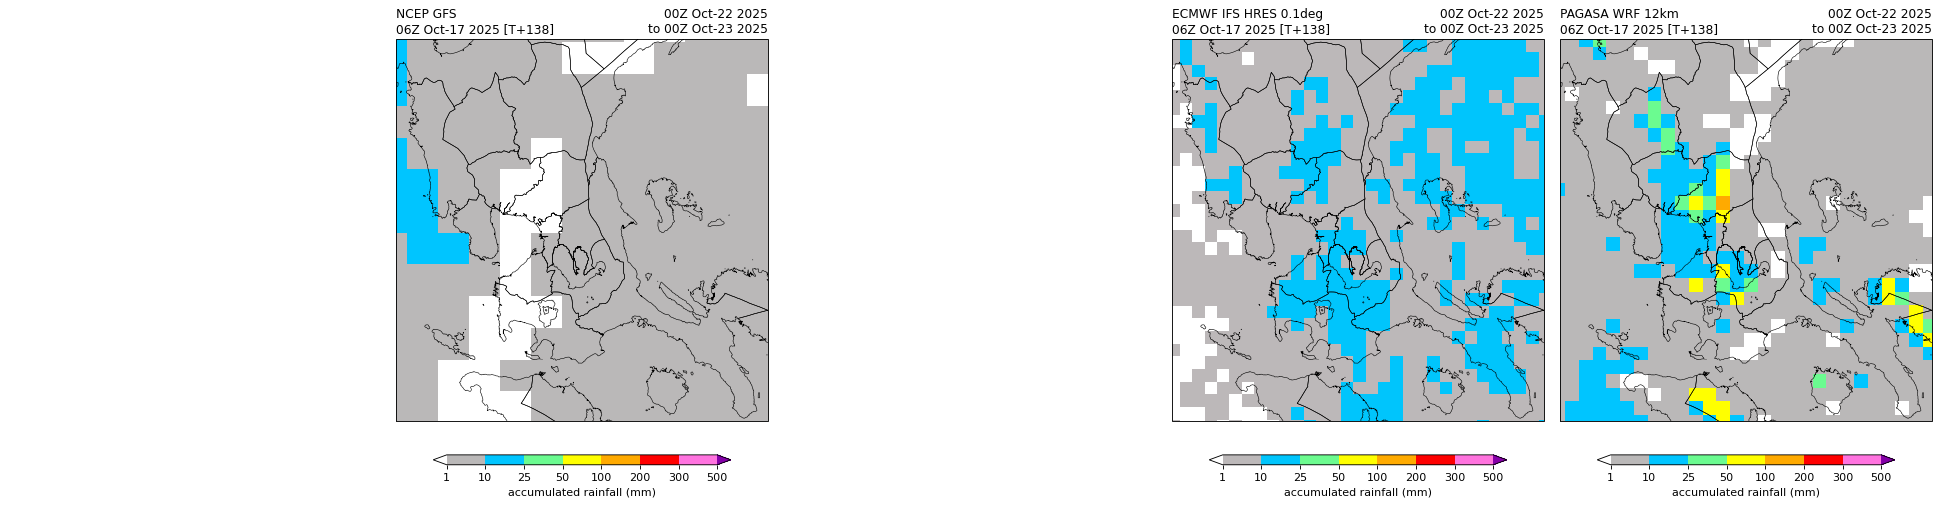 NCEP GFS 00Z Oct-22 2025
06Z Oct-17 2025 [T+138] to 00Z Oct-23 2025
1 10 25 50 100 200 300 500
accumulated rainfall (mm)
ECMWF IFS HRES 0.1deg 00Z Oct-22 2025
06Z Oct-17 2025 [T+138] to 00Z Oct-23 2025
1 10 25 50 100 200 300 500
accumulated rainfall (mm)
PAGASA WRF 12km 00Z Oct-22 2025
06Z Oct-17 2025 [T+138] to 00Z Oct-23 2025
1 10 25 50 100 200 300 500
accumulated rainfall (mm)